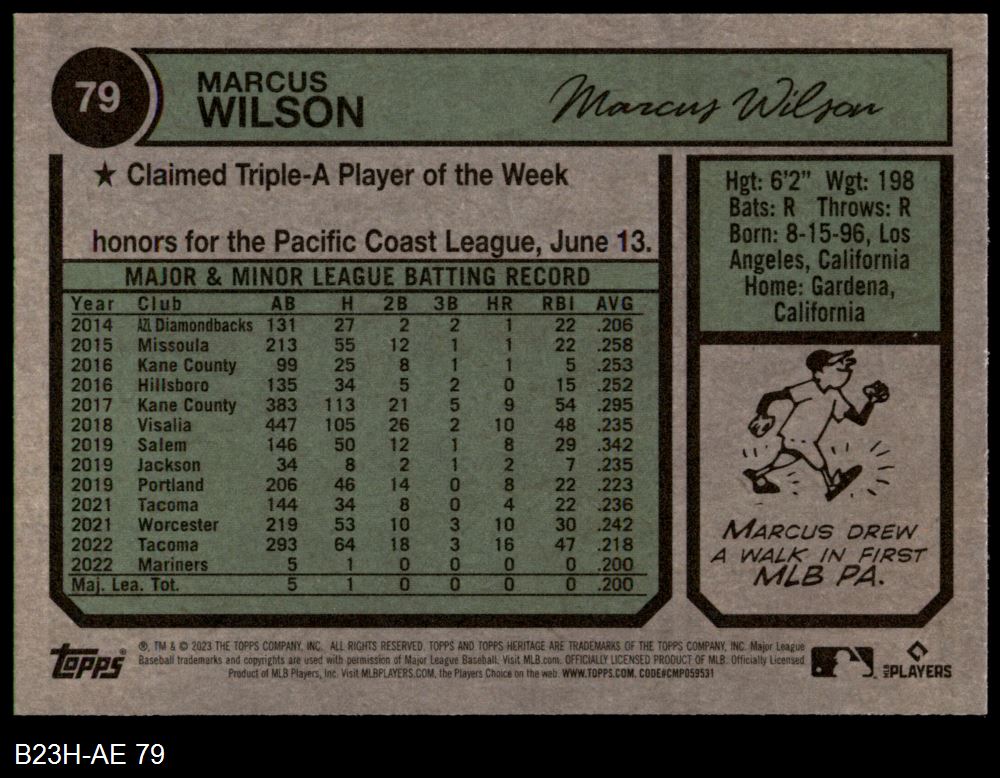 79
MARCUS
WILSON
Marcus Wilson
★ Claimed Triple-A Player of the Week
honors for the Pacific Coast League, June 13.
MAJOR & MINOR LEAGUE BATTING RECORD
Year Club AB H 2B 3B HR RBI AVG
2014 AZL Diamondbacks 131 27 2 2 1 22 .206
2015 Missoula 213 55 12 1 1 22 .258
2016 Kane County 99 25 8 1 1 5 .253
2016 Hillsboro 135 34 5 2 0 15 .252
2017 Kane County 383 113 21 5 9 54 .295
2018 Visalia 447 105 26 2 10 48 .235
2019 Salem 146 50 12 1 8 29 .342
2019 Jackson 34 8 2 1 2 7 .235
2019 Portland 206 46 14 0 8 22 .223
2021 Tacoma 144 34 8 0 4 22 .236
2021 Worcester 219 53 10 3 10 30 .242
2022 Tacoma 293 64 18 3 16 47 .218
2022 Mariners 5 1 0 0 0 0 .200
Maj. Lea. Tot. 5 1 0 0 0 0 .200
Hgt: 6'2" Wgt: 198
Bats: R Throws: R
Born: 8-15-96, Los
Angeles, California
Home: Gardena,
California
MARCUS DREW
A WALK IN FIRST
MLB PA.
topps
®, TM & © 2023 THE TOPPS COMPANY, INC. ALL RIGHTS RESERVED. TOPPS AND TOPPS HERITAGE ARE TRADEMARKS OF THE TOPPS COMPANY, INC. Major League
Baseball trademarks and copyrights are used with permission of Major League Baseball. Visit MLB.com. OFFICIALLY LICENSED PRODUCT OF MLB. Officially Licensed
Product of MLB Players, Inc. Visit MLBPLAYERS.COM, the Players Choice on the web. WWW.TOPPS.COM. CODE#CMP059531
MLB PLAYERS
B23H-AE 79